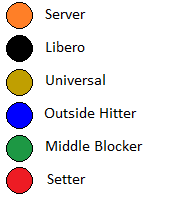 Server
Libero
Universal
Outside Hitter
Middle Blocker
Setter